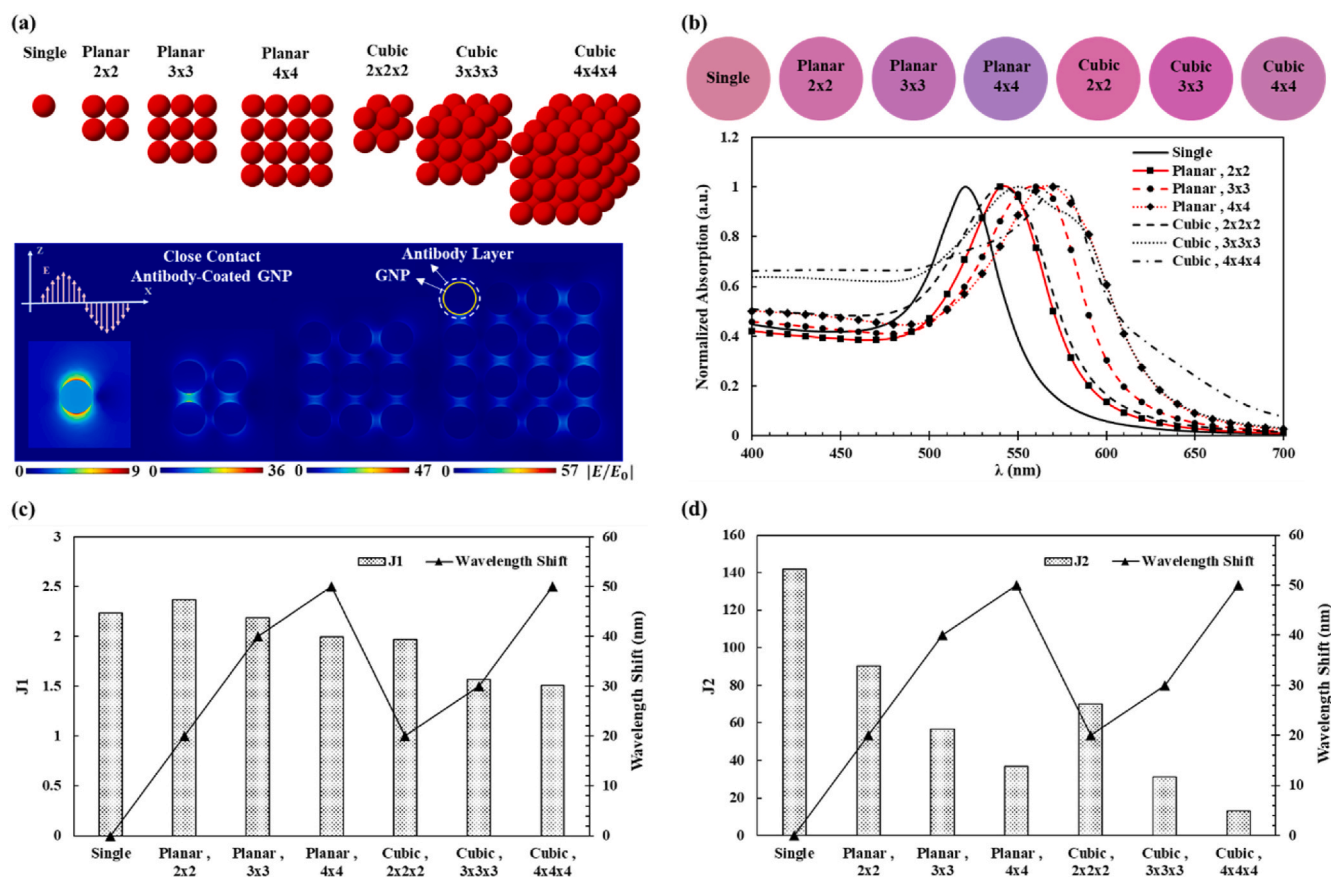 (a)
Single
Planar
2x2
Planar
3x3
Planar
4x4
Cubic
2x2x2
Cubic
3x3x3
Cubic
4x4x4
Z
E
X
Close Contact
Antibody-Coated GNP
Antibody Layer
GNP
0 9 0 36 0 47 0 57 |E/E₀|
(b)
Single
Planar
2x2
Planar
3x3
Planar
4x4
Cubic
2x2
Cubic
3x3
Cubic
4x4
Normalized Absorption (a.u.)
1.2
1
0.8
0.6
0.4
0.2
0
400 450 500 550 600 650 700
λ (nm)
Single
Planar , 2x2
Planar , 3x3
Planar , 4x4
Cubic , 2x2x2
Cubic , 3x3x3
Cubic , 4x4x4
(c)
J1
3
2.5
2
1.5
1
0.5
0
J1 Wavelength Shift
60
50
40
30
20
10
0
Wavelength Shift (nm)
Single
Planar ,
2x2
Planar ,
3x3
Planar ,
4x4
Cubic ,
2x2x2
Cubic ,
3x3x3
Cubic ,
4x4x4
(d)
J2
160
140
120
100
80
60
40
20
0
J2 Wavelength Shift
60
50
40
30
20
10
0
Wavelength Shift (nm)
Single
Planar ,
2x2
Planar ,
3x3
Planar ,
4x4
Cubic ,
2x2x2
Cubic ,
3x3x3
Cubic ,
4x4x4